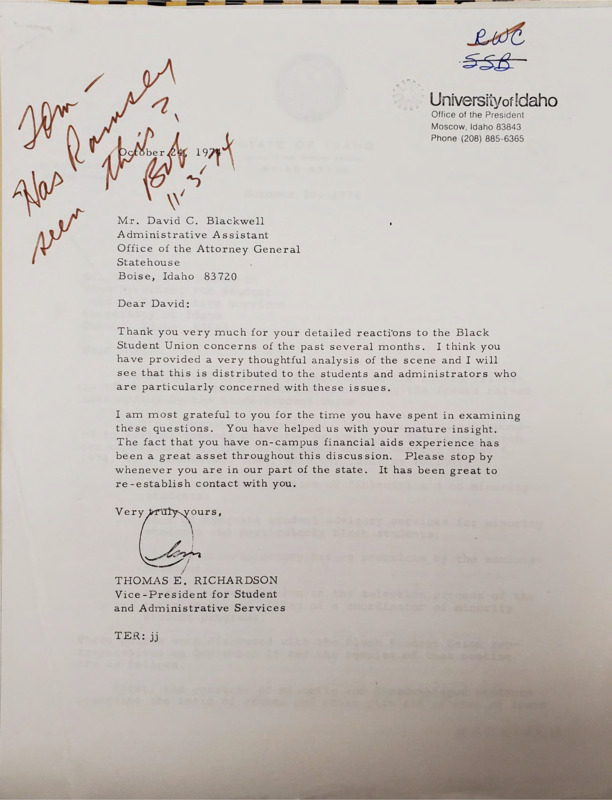 RWC
SSB
Tom -
Has Ramsey
seen this?
Bob
11-3-74
University of Idaho
Office of the President
Moscow, Idaho 83843
Phone (208) 885-6365
October 24, 1974
Mr. David C. Blackwell
Administrative Assistant
Office of the Attorney General
Statehouse
Boise, Idaho 83720
Dear David:
Thank you very much for your detailed reactions to the Black
Student Union concerns of the past several months. I think you
have provided a very thoughtful analysis of the scene and I will
see that this is distributed to the students and administrators who
are particularly concerned with these issues.
I am most grateful to you for the time you have spent in examining
these questions. You have helped us with your mature insight.
The fact that you have on-campus financial aids experience has
been a great asset throughout this discussion. Please stop by
whenever you are in our part of the state. It has been great to
re-establish contact with you.
Very truly yours,
Tom
THOMAS E. RICHARDSON
Vice-President for Student
and Administrative Services
TER: jj